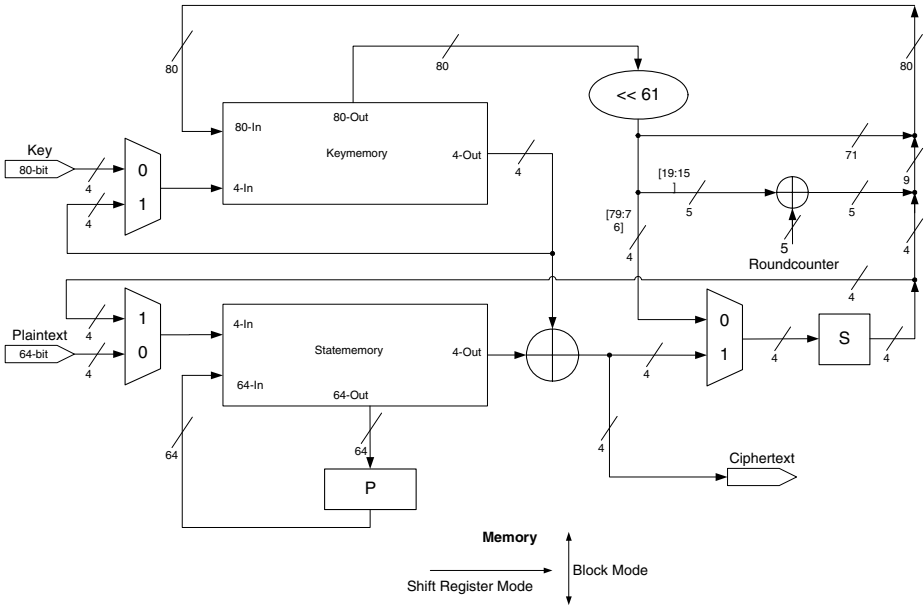 80
80
80
<< 61
80-In
80-Out
Keymemory
4-Out
4-In
Key
80-bit
4
4
0
1
4
71
9
[19:15
]
5
5
5
Roundcounter
[79:7
6]
4
4
4
Plaintext
64-bit
4
4
1
0
4-In
Statememory
4-Out
64-In
64-Out
64
64
P
4
4
0
1
4
S
4
Ciphertext
Memory
Shift Register Mode
Block Mode